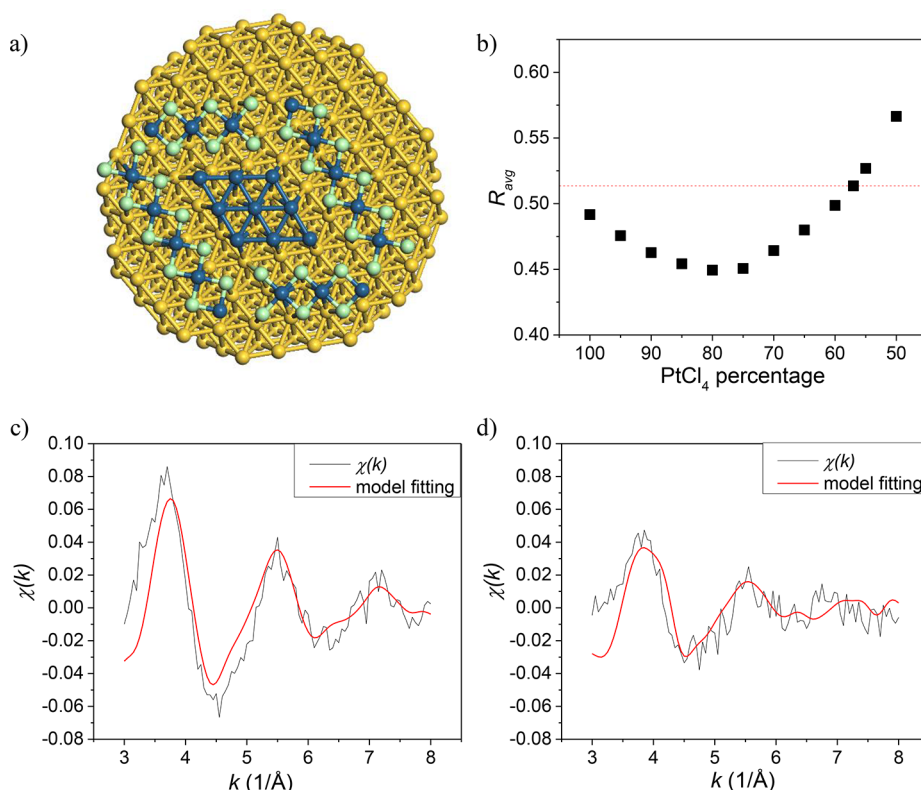 a)
b)
0.60
0.55
0.50
0.45
0.40
R_avg
100 90 80 70 60 50
PtCl₄ percentage
c)
0.10
0.08
0.06
0.04
0.02
0.00
-0.02
-0.04
-0.06
-0.08
χ(k)
χ(k)
model fitting
3 4 5 6 7 8
k (1/Å)
d)
0.10
0.08
0.06
0.04
0.02
0.00
-0.02
-0.04
-0.06
-0.08
χ(k)
χ(k)
model fitting
3 4 5 6 7 8
k (1/Å)